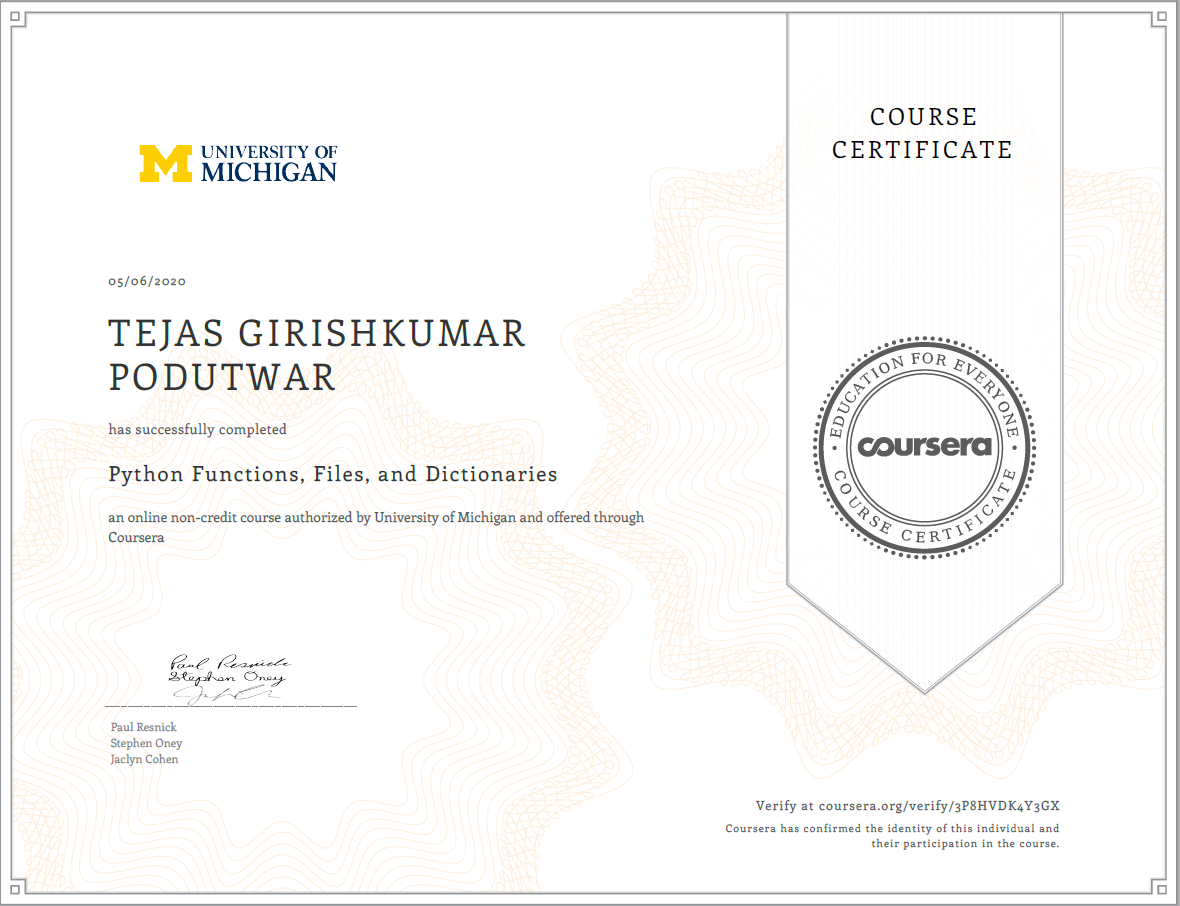 UNIVERSITY OF
MICHIGAN
COURSE
CERTIFICATE
05/06/2020
TEJAS GIRISHKUMAR
PODUTWAR
has successfully completed
Python Functions, Files, and Dictionaries
an online non-credit course authorized by University of Michigan and offered through
Coursera
EDUCATION FOR EVERYONE
coursera
COURSE CERTIFICATE
Paul Resnick
Stephen Oney
Paul Resnick
Stephen Oney
Jaclyn Cohen
Verify at coursera.org/verify/3P8HVDK4Y3GX
Coursera has confirmed the identity of this individual and
their participation in the course.